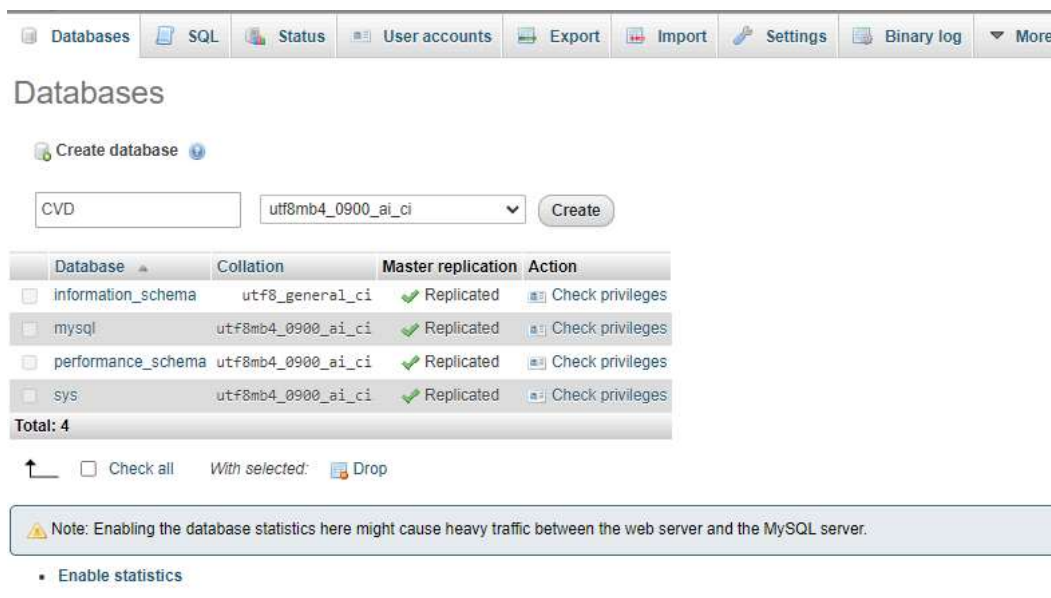 Databases SQL Status User accounts Export Import Settings Binary log More
Databases
Create database
CVD utf8mb4_0900_ai_ci Create
Database Collation Master replication Action
information_schema utf8_general_ci Replicated Check privileges
mysql utf8mb4_0900_ai_ci Replicated Check privileges
performance_schema utf8mb4_0900_ai_ci Replicated Check privileges
sys utf8mb4_0900_ai_ci Replicated Check privileges
Total: 4
Check all With selected: Drop
Note: Enabling the database statistics here might cause heavy traffic between the web server and the MySQL server.
Enable statistics